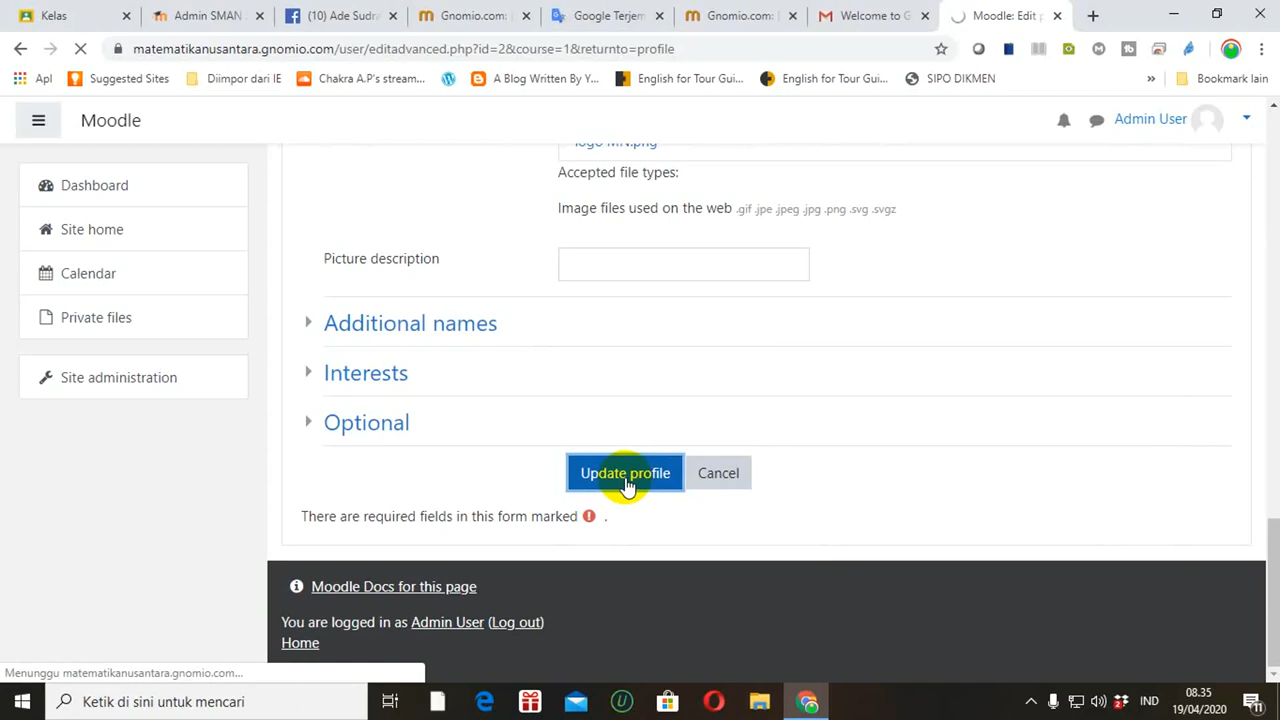 Kelas
Admin SMAN
(10) Ade Sudra
Gnomio.com:
Google Terjem
Gnomio.com:
Welcome to G
Moodle: Edit p
matematikanusantara.gnomio.com/user/editadvanced.php?id=2&course=1&returnto=profile
Apl
Suggested Sites
Diimpor dari IE
Chakra A.P's stream...
A Blog Written By Y...
English for Tour Gui...
English for Tour Gui...
SIPO DIKMEN
»
Bookmark lain
Moodle
Admin User
Dashboard
Site home
Calendar
Private files
Site administration
logo MN.png
Accepted file types:
Image files used on the web .gif .jpe .jpeg .jpg .png .svg .svgz
Picture description
Additional names
Interests
Optional
Update profile
Cancel
There are required fields in this form marked .
Moodle Docs for this page
You are logged in as Admin User (Log out)
Home
Menunggu matematikanusantara.gnomio.com...
Ketik di sini untuk mencari
IND
08.35
19/04/2020
11